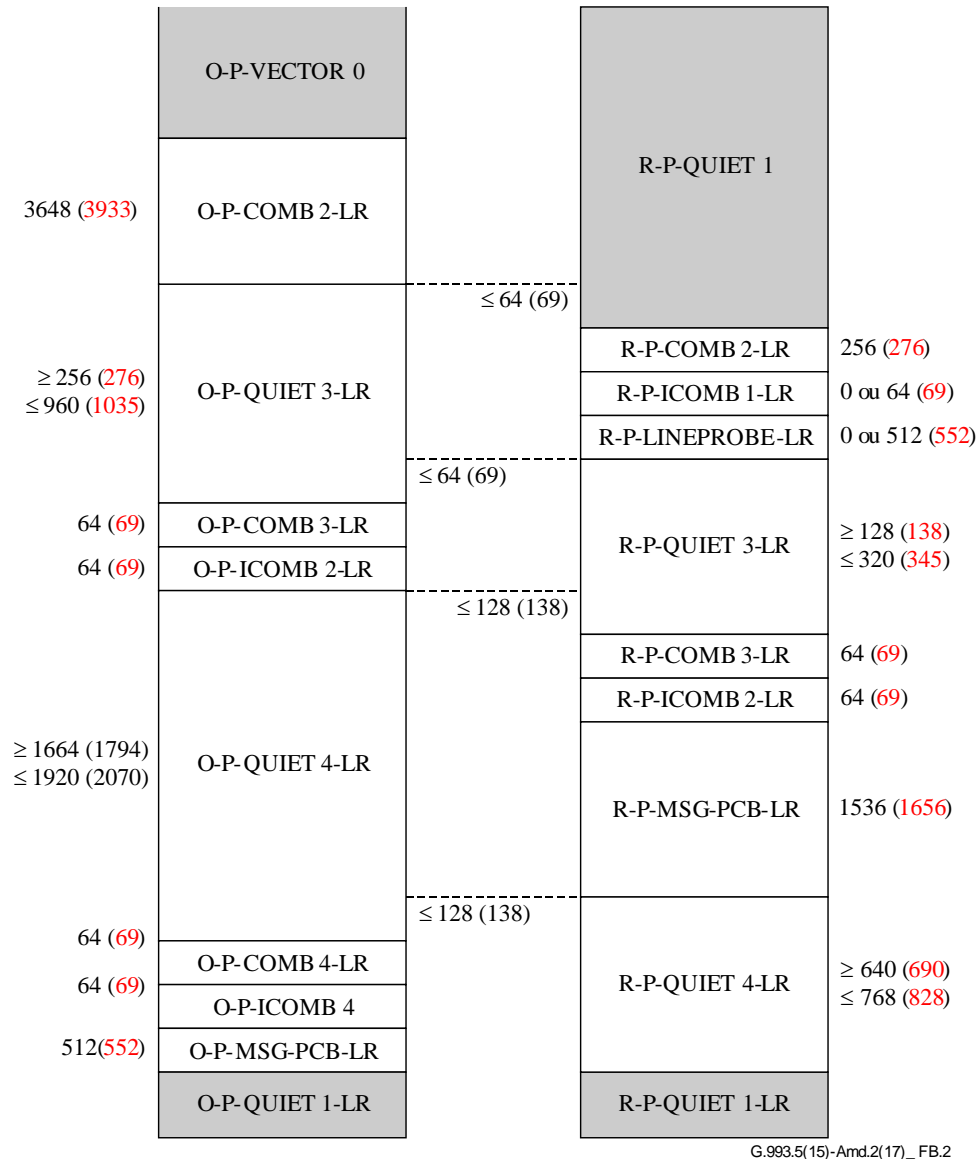 O-P-VECTOR 0
R-P-QUIET 1
3648 (3933)
O-P-COMB 2-LR
≤ 64 (69)
R-P-COMB 2-LR
256 (276)
≥ 256 (276)
≤ 960 (1035)
O-P-QUIET 3-LR
R-P-ICOMB 1-LR
0 ou 64 (69)
R-P-LINEPROBE-LR
0 ou 512 (552)
≤ 64 (69)
64 (69)
O-P-COMB 3-LR
R-P-QUIET 3-LR
≥ 128 (138)
≤ 320 (345)
64 (69)
O-P-ICOMB 2-LR
≤ 128 (138)
R-P-COMB 3-LR
64 (69)
R-P-ICOMB 2-LR
64 (69)
≥ 1664 (1794)
≤ 1920 (2070)
O-P-QUIET 4-LR
R-P-MSG-PCB-LR
1536 (1656)
≤ 128 (138)
64 (69)
O-P-COMB 4-LR
R-P-QUIET 4-LR
≥ 640 (690)
≤ 768 (828)
64 (69)
O-P-ICOMB 4
512(552)
O-P-MSG-PCB-LR
O-P-QUIET 1-LR
R-P-QUIET 1-LR
G.993.5(15)-Amd.2(17)_FB.2